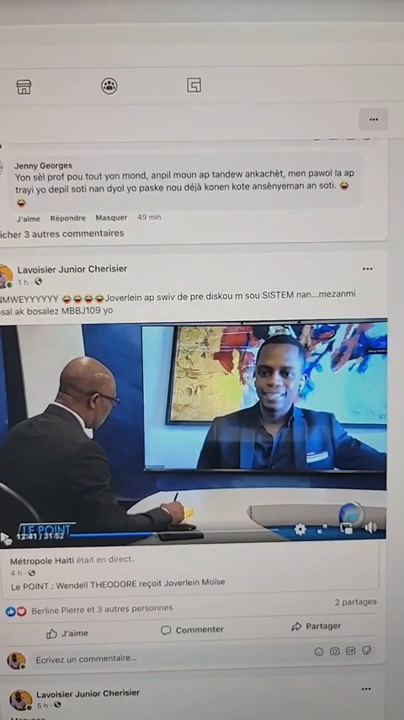 Jenny Georges
Yon sèl prof pou tout yon mond, anpil moun ap tandew ankachèt, men pawol la ap
trayi yo depil soti nan dyol yo paske nou déjà konen kote ansènyeman an soti. 😂
😂
J'aime Répondre Masquer 49 min
icher 3 autres commentaires
Lavoisier Junior Cherisier
1 h
NMWEYYYYYY 😂😂😂😂Joverlein ap swiv de pre diskou m sou SISTEM nan...mezanmi
sal ak bosalez MBBJ109 yo
LE POINT
12:41 / 31:52
Métropole Haiti était en direct.
4 h
Le POINT : Wendell THEODORE reçoit Joverlein Moïse
Berline Pierre et 3 autres personnes
2 partages
J'aime
Commenter
Partager
Écrivez un commentaire...
Lavoisier Junior Cherisier
5 h